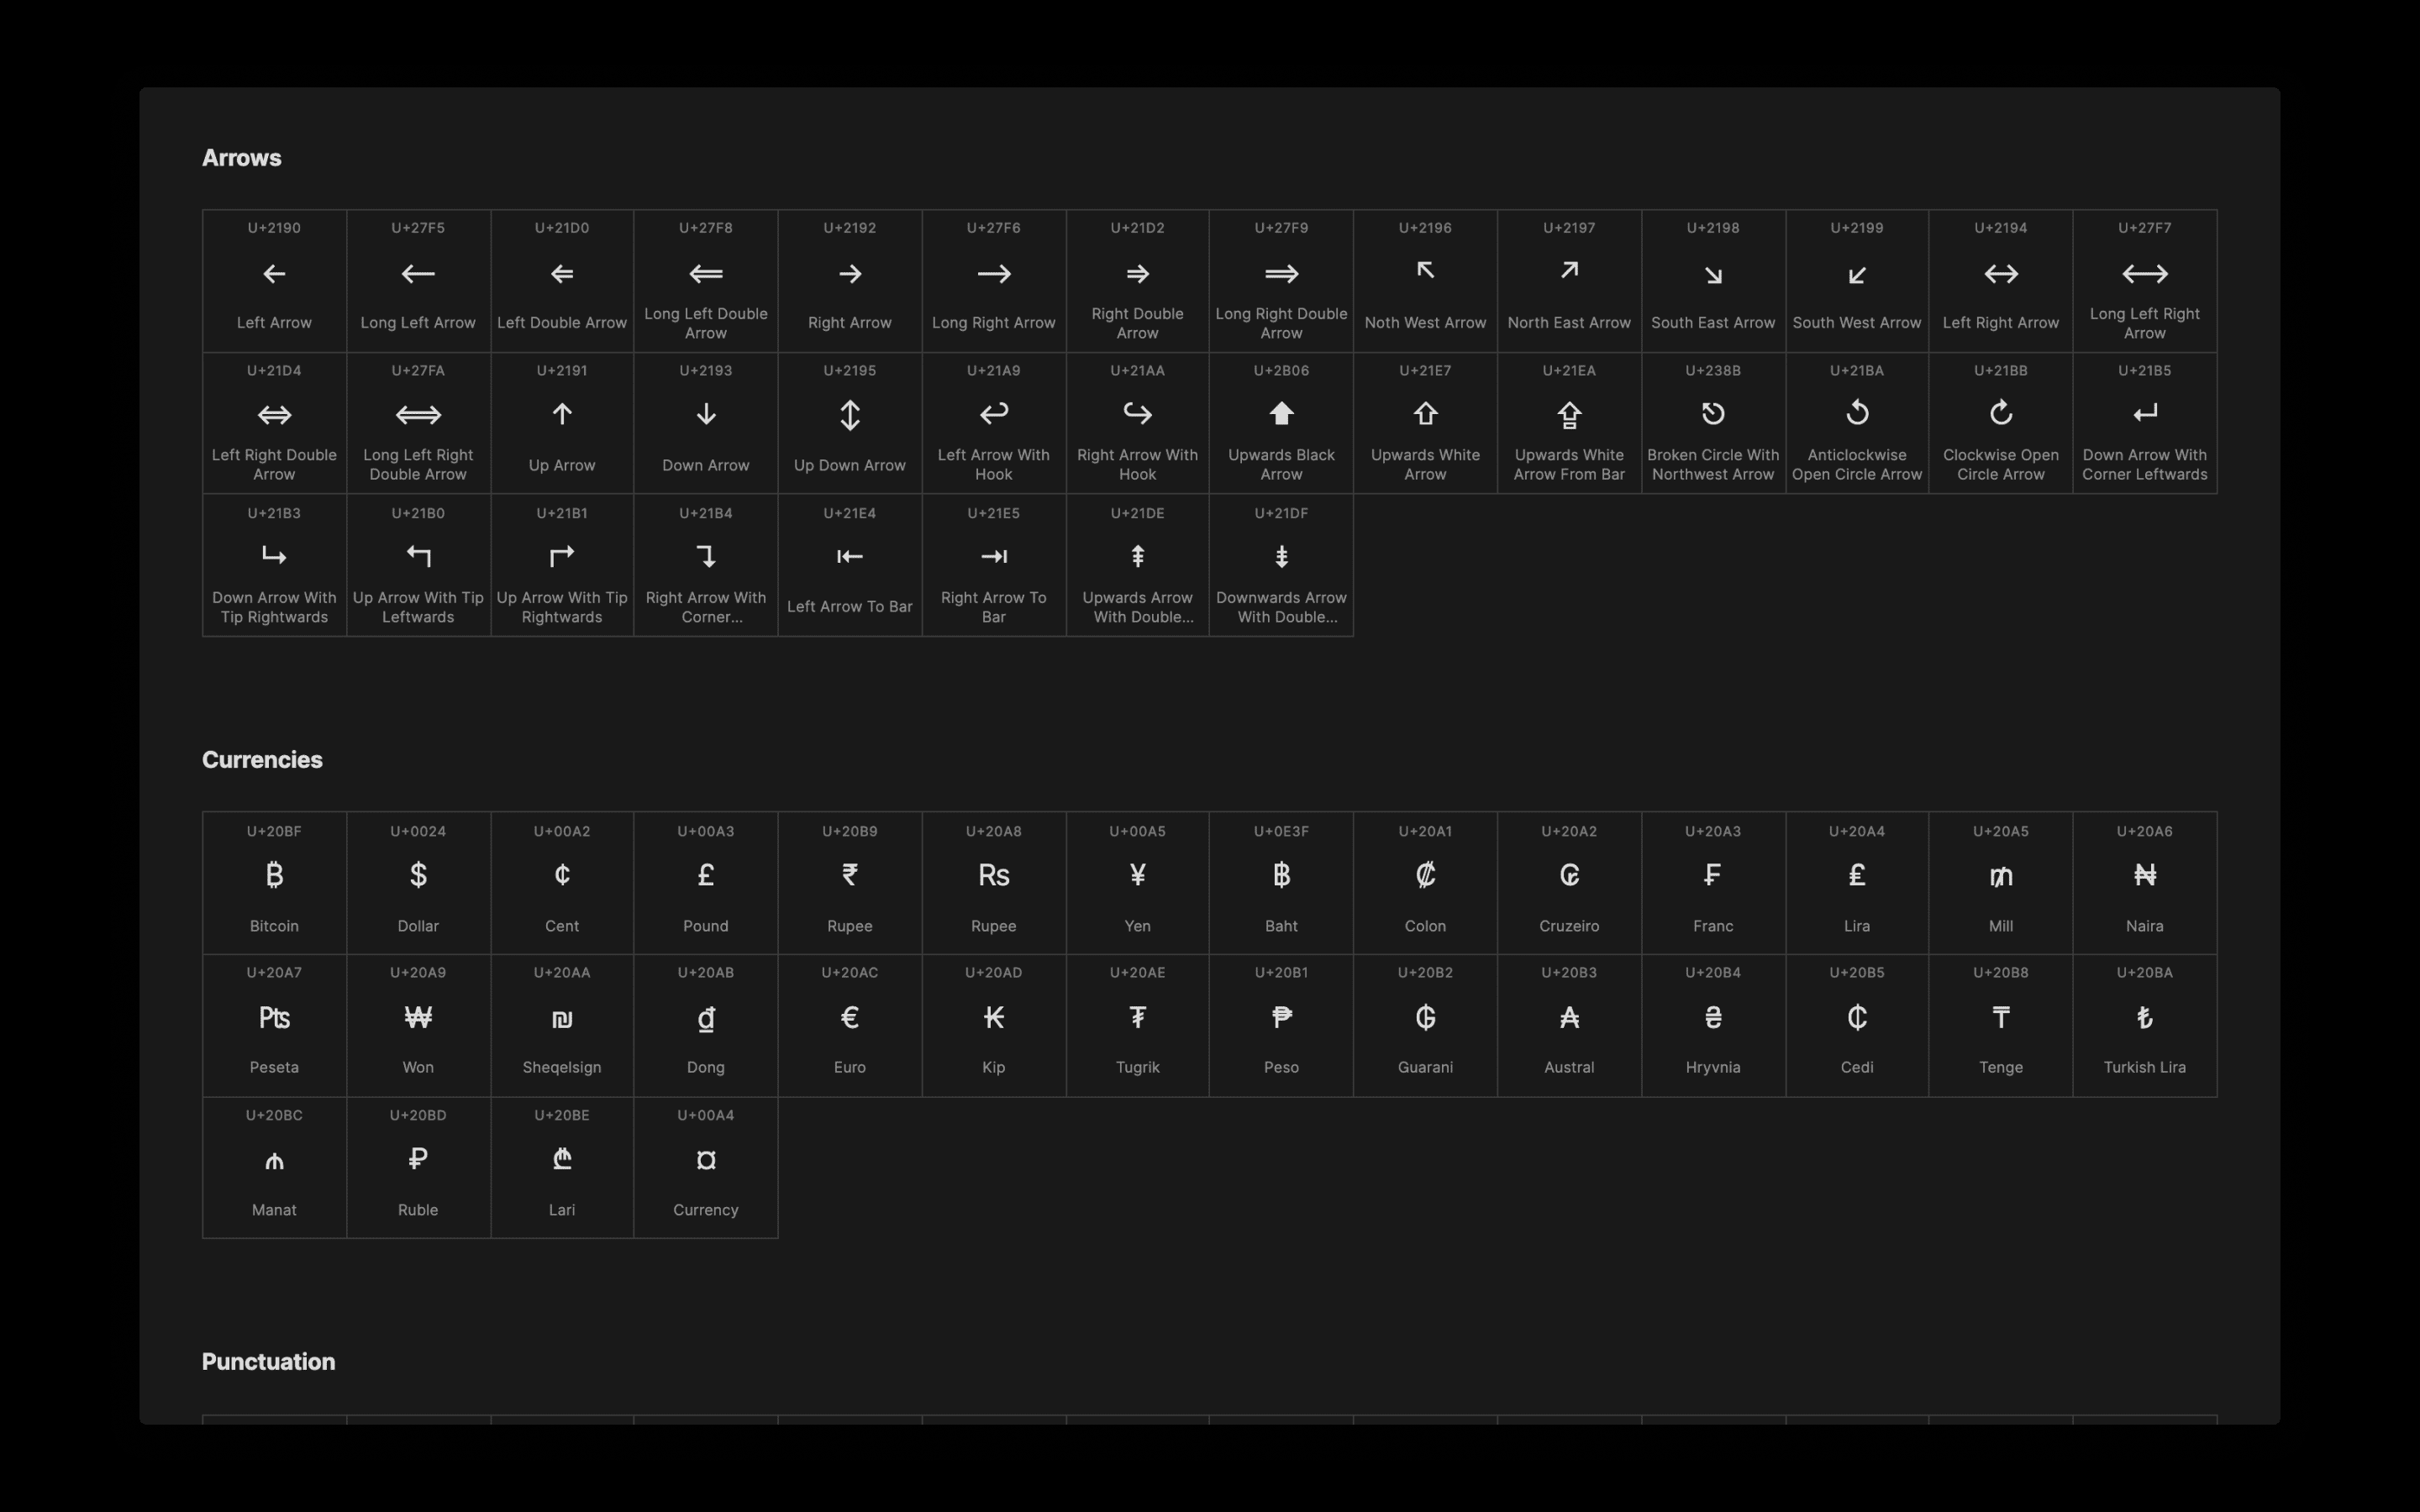 Arrows
U+2190 U+27F5 U+21D0 U+27F8 U+2192 U+27F6 U+21D2 U+27F9 U+2196 U+2197 U+2198 U+2199 U+2194 U+27F7
← ⟵ ⇐ ⟸ → ⟶ ⇒ ⟹ ↖ ↗ ↘ ↙ ↔ ⟷
Left Arrow Long Left Arrow Left Double Arrow Long Left Double Arrow Right Arrow Long Right Arrow Right Double Arrow Long Right Double Arrow Noth West Arrow North East Arrow South East Arrow South West Arrow Left Right Arrow Long Left Right Arrow
U+21D4 U+27FA U+2191 U+2193 U+2195 U+21A9 U+21AA U+2B06 U+21E7 U+21EA U+238B U+21BA U+21BB U+21B5
⇔ ⟺ ↑ ↓ ↕ ↩ ↪ ⬆ ⇧ ⇪ ⎋ ↺ ↻ ↵
Left Right Double Arrow Long Left Right Double Arrow Up Arrow Down Arrow Up Down Arrow Left Arrow With Hook Right Arrow With Hook Upwards Black Arrow Upwards White Arrow Upwards White Arrow From Bar Broken Circle With Northwest Arrow Anticlockwise Open Circle Arrow Clockwise Open Circle Arrow Down Arrow With Corner Leftwards
U+21B3 U+21B0 U+21B1 U+21B4 U+21E4 U+21E5 U+21DE U+21DF
↳ ↰ ↱ ↴ ⇤ ⇥ ⇞ ⇟
Down Arrow With Tip Rightwards Up Arrow With Tip Leftwards Up Arrow With Tip Rightwards Right Arrow With Corner... Left Arrow To Bar Right Arrow To Bar Upwards Arrow With Double... Downwards Arrow With Double...
Currencies
U+20BF U+0024 U+00A2 U+00A3 U+20B9 U+20A8 U+00A5 U+0E3F U+20A1 U+20A2 U+20A3 U+20A4 U+20A5 U+20A6
₿ $ ¢ £ ₹ ₨ ¥ ฿ ₡ ₢ ₣ ₤ ₥ ₦
Bitcoin Dollar Cent Pound Rupee Rupee Yen Baht Colon Cruzeiro Franc Lira Mill Naira
U+20A7 U+20A9 U+20AA U+20AB U+20AC U+20AD U+20AE U+20B1 U+20B2 U+20B3 U+20B4 U+20B5 U+20B8 U+20BA
₧ ₩ ₪ ₫ € ₭ ₮ ₱ ₲ ₳ ₴ ₵ ₸ ₺
Peseta Won Sheqelsign Dong Euro Kip Tugrik Peso Guarani Austral Hryvnia Cedi Tenge Turkish Lira
U+20BC U+20BD U+20BE U+00A4
₼ ₽ ₾ ¤
Manat Ruble Lari Currency
Punctuation